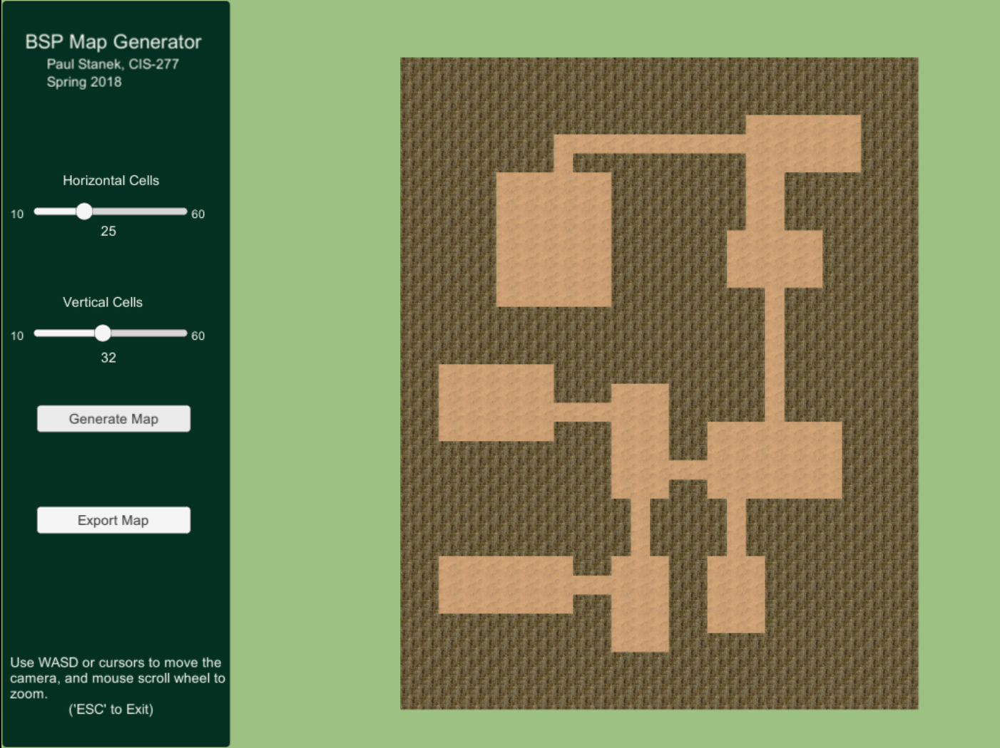 BSP Map Generator
Paul Stanek, CIS-277
Spring 2018
Horizontal Cells
10 60
25
Vertical Cells
10 60
32
Generate Map
Export Map
Use WASD or cursors to move the
camera, and mouse scroll wheel to
zoom.
('ESC' to Exit)